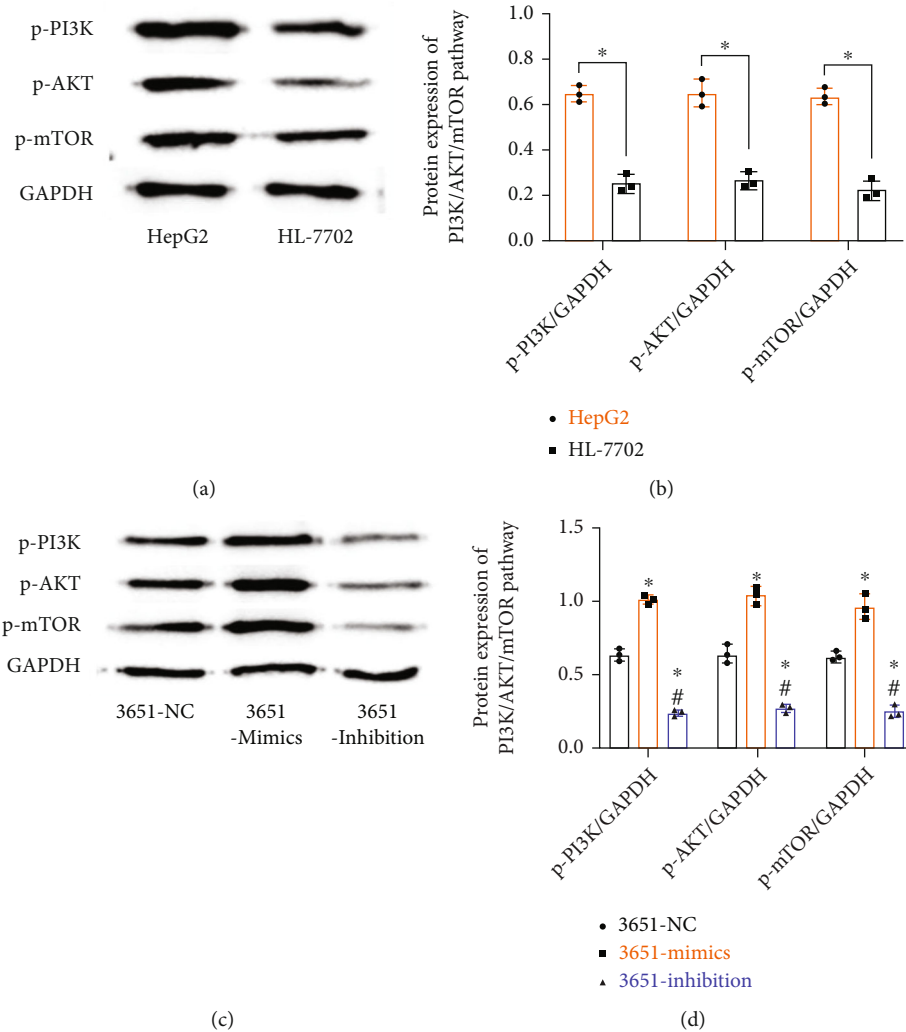 p-PI3K
p-AKT
p-mTOR
GAPDH
HepG2 HL-7702
(a)
Protein expression of
PI3K/AKT/mTOR pathway
1.0
0.8
0.6
0.4
0.2
0.0
* * *
p-PI3K/GAPDH
p-AKT/GAPDH
p-mTOR/GAPDH
HepG2
HL-7702
(b)
p-PI3K
p-AKT
p-mTOR
GAPDH
3651-NC 3651 3651
-Mimics -Inhibition
(c)
Protein expression of
PI3K/AKT/mTOR pathway
1.5
1.0
0.5
0.0
* * *
* * *
# # #
p-PI3K/GAPDH
p-AKT/GAPDH
p-mTOR/GAPDH
3651-NC
3651-mimics
3651-inhibition
(d)